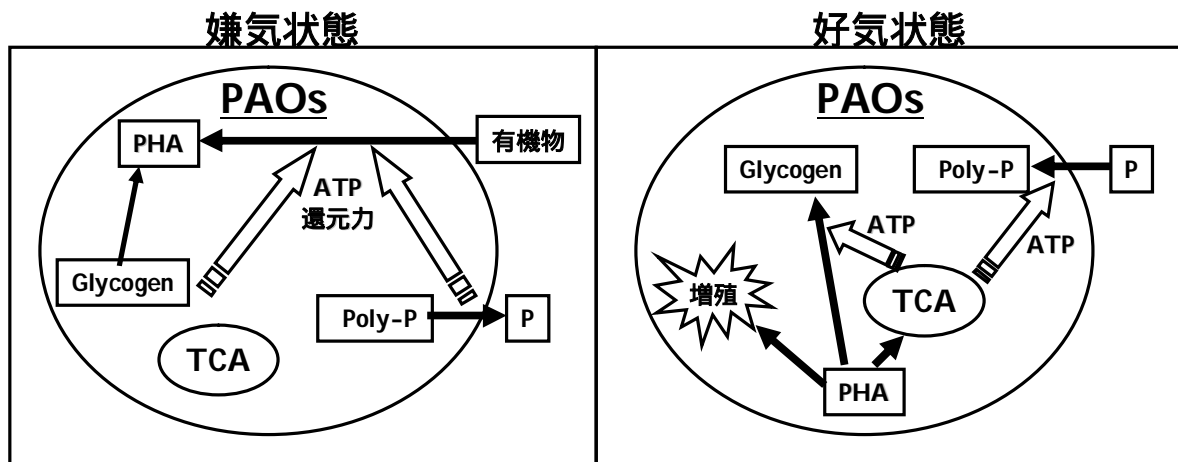 嫌気状態
PAOs
PHA
有機物
ATP
還元力
Glycogen
Poly-P
P
TCA
好気状態
PAOs
Glycogen
Poly-P
P
ATP
ATP
増殖
TCA
PHA